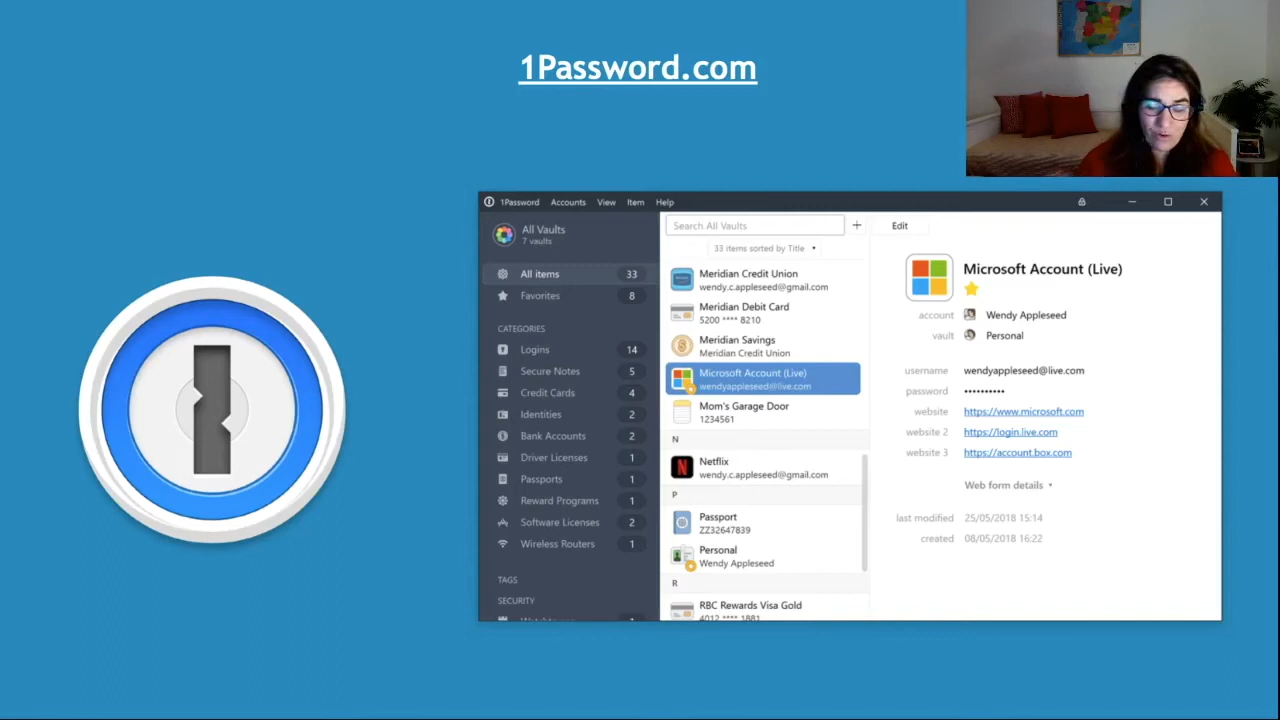 1Password.com
1Password Accounts View Item Help
All Vaults
7 vaults
All items 33
Favorites 8
CATEGORIES
Logins 14
Secure Notes 5
Credit Cards 4
Identities 2
Bank Accounts 2
Driver Licenses 1
Passports 1
Reward Programs 1
Software Licenses 2
Wireless Routers 1
TAGS
SECURITY
Search All Vaults
33 items sorted by Title
Meridian Credit Union
wendy.c.appleseed@gmail.com
Meridian Debit Card
5200 **** 8210
Meridian Savings
Meridian Credit Union
Microsoft Account (Live)
wendyappleseed@live.com
Mom's Garage Door
1234561
N
Netflix
wendy.c.appleseed@gmail.com
P
Passport
ZZ32647839
Personal
Wendy Appleseed
R
RBC Rewards Visa Gold
4012 **** 1881
Edit
Microsoft Account (Live)
account Wendy Appleseed
vault Personal
username wendyappleseed@live.com
password ••••••••••
website https://www.microsoft.com
website 2 https://login.live.com
website 3 https://account.box.com
Web form details
last modified 25/05/2018 15:14
created 08/05/2018 16:22